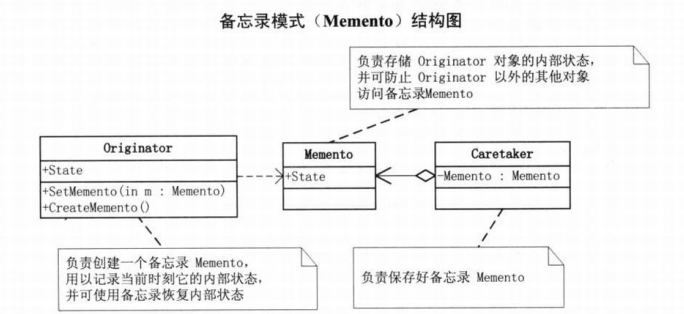 备忘录模式（Memento）结构图
负责存储 Originator 对象的内部状态，
并可防止 Originator 以外的其他对象
访问备忘录Memento
Originator
+State
+SetMemento(in m : Memento)
+CreateMemento()
Memento
+State
Caretaker
-Memento : Memento
负责创建一个备忘录 Memento，
用以记录当前时刻它的内部状态，
并可使用备忘录恢复内部状态
负责保存好备忘录 Memento